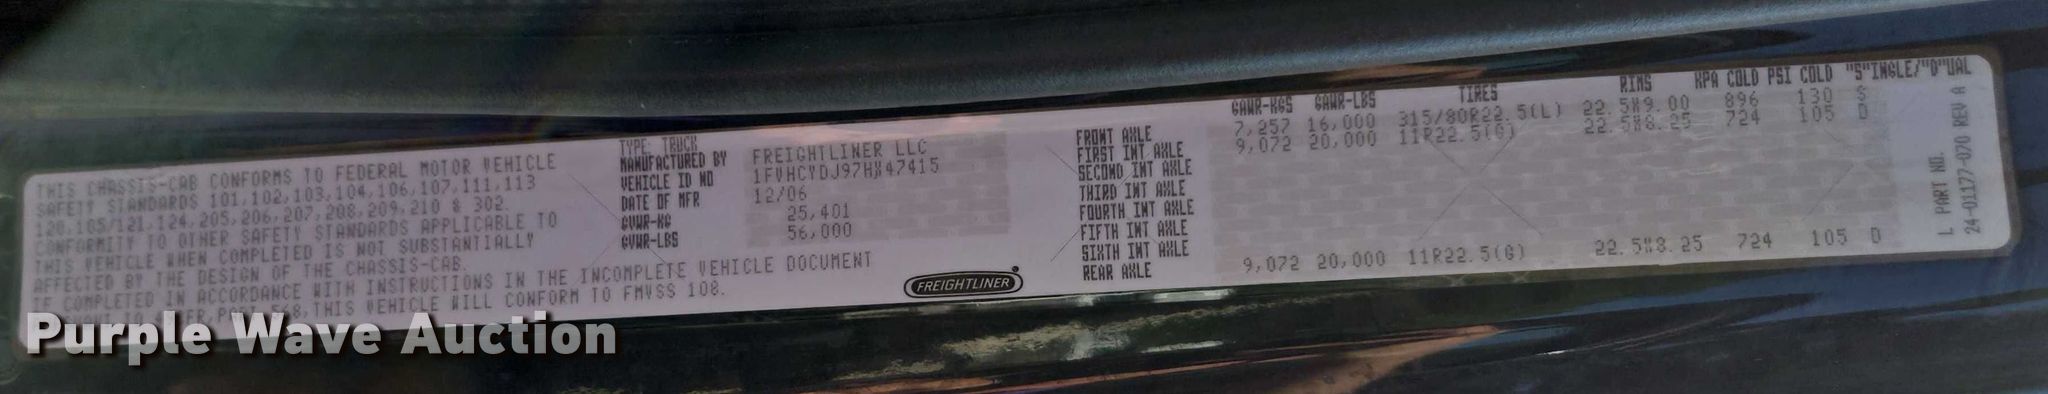 THIS CHASSIS-CAB CONFORMS TO FEDERAL MOTOR VEHICLE
SAFETY STANDARDS 101,102,103,104,106,107,111,113
120,105/121,124,205,206,207,208,209,210 & 302.
CONFORMITY TO OTHER SAFETY STANDARDS APPLICABLE TO
THIS VEHICLE WHEN COMPLETED IS NOT SUBSTANTIALLY
AFFECTED BY THE DESIGN OF THE CHASSIS-CAB.
IF COMPLETED IN ACCORDANCE WITH INSTRUCTIONS IN THE INCOMPLETE VEHICLE DOCUMENT
THIS VEHICLE WILL CONFORM TO FMVSS 108.
TYPE: TRUCK
MANUFACTURED BY FREIGHTLINER LLC
VEHICLE ID NO 1FVHCYDJ97HX47415
DATE OF MFR 12/06
GVWR-KG 25,401
GVWR-LBS 56,000
FREIGHTLINER
GAWR-KGS GAWR-LBS TIRES RIMS KPA COLD PSI COLD "S"INGLE/"D"UAL
FRONT AXLE 7,257 16,000 315/80R22.5(L) 22.5X9.00 896 130 S
FIRST INT AXLE 9,072 20,000 11R22.5(G) 22.5X8.25 724 105 D
SECOND INT AXLE
THIRD INT AXLE
FOURTH INT AXLE
FIFTH INT AXLE
SIXTH INT AXLE
REAR AXLE 9,072 20,000 11R22.5(G) 22.5X8.25 724 105 D
L PART NO.
24-01177-070 REV A
Purple Wave Auction